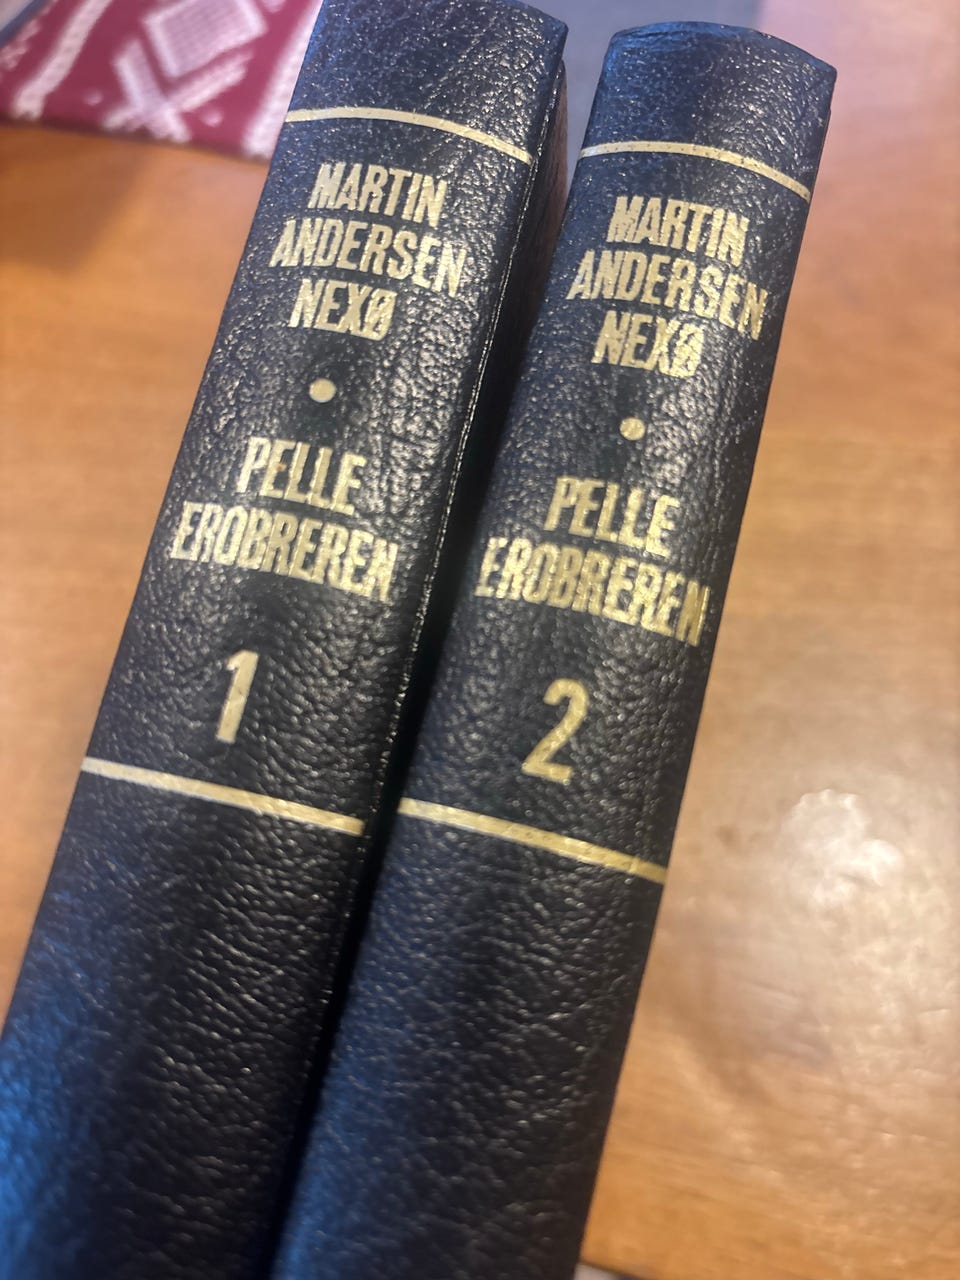 MARTIN
ANDERSEN
NEXØ
PELLE
EROBREREN
1
MARTIN
ANDERSEN
NEXØ
PELLE
EROBREREN
2